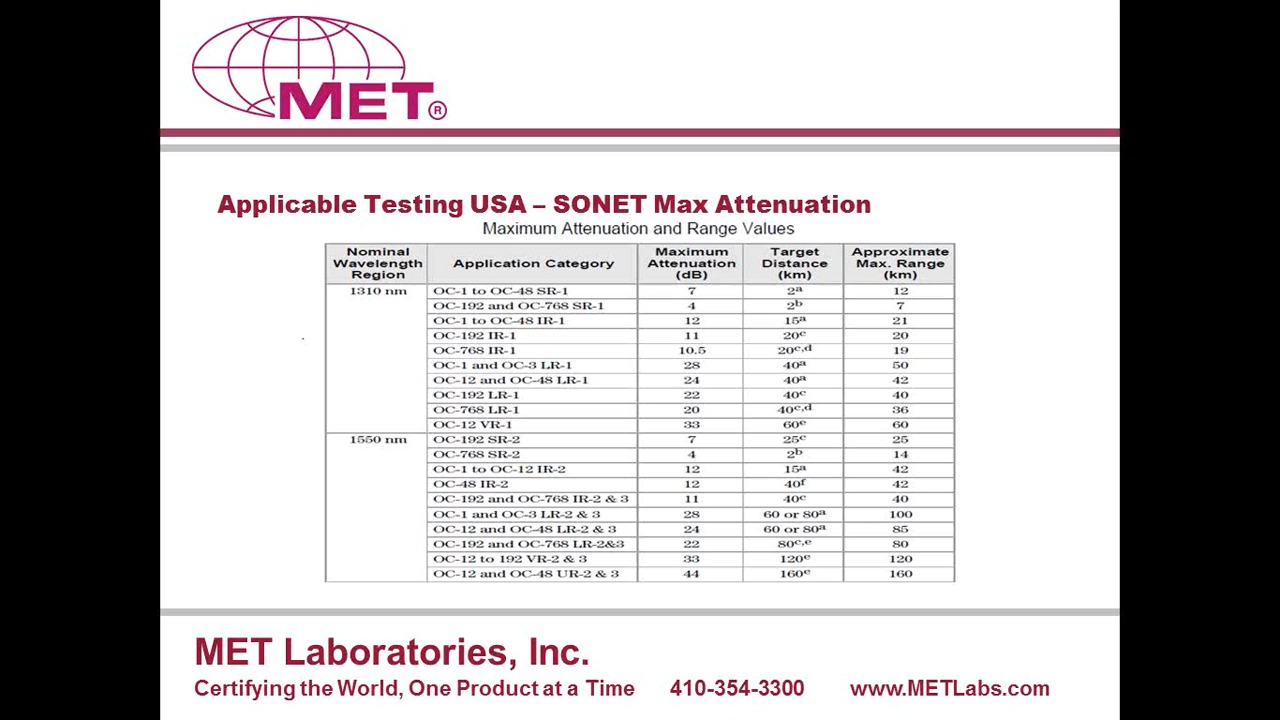 MET®
Applicable Testing USA – SONET Max Attenuation
Maximum Attenuation and Range Values
Nominal Wavelength Region | Application Category | Maximum Attenuation (dB) | Target Distance (km) | Approximate Max. Range (km)
1310 nm | OC-1 to OC-48 SR-1 | 7 | 2a | 12
OC-192 and OC-768 SR-1 | 4 | 2b | 7
OC-1 to OC-48 IR-1 | 12 | 15a | 21
OC-192 IR-1 | 11 | 20c | 20
OC-768 IR-1 | 10.5 | 20c,d | 19
OC-1 and OC-3 LR-1 | 28 | 40a | 50
OC-12 and OC-48 LR-1 | 24 | 40a | 42
OC-192 LR-1 | 22 | 40c | 40
OC-768 LR-1 | 20 | 40c,d | 36
OC-12 VR-1 | 33 | 60e | 60
1550 nm | OC-192 SR-2 | 7 | 25c | 25
OC-768 SR-2 | 4 | 2b | 14
OC-1 to OC-12 IR-2 | 12 | 15a | 42
OC-48 IR-2 | 12 | 40f | 42
OC-192 and OC-768 IR-2 & 3 | 11 | 40c | 40
OC-1 and OC-3 LR-2 & 3 | 28 | 60 or 80a | 100
OC-12 and OC-48 LR-2 & 3 | 24 | 60 or 80a | 85
OC-192 and OC-768 LR-2&3 | 22 | 80c,e | 80
OC-12 to 192 VR-2 & 3 | 33 | 120e | 120
OC-12 and OC-48 UR-2 & 3 | 44 | 160e | 160
MET Laboratories, Inc.
Certifying the World, One Product at a Time 410-354-3300 www.METLabs.com